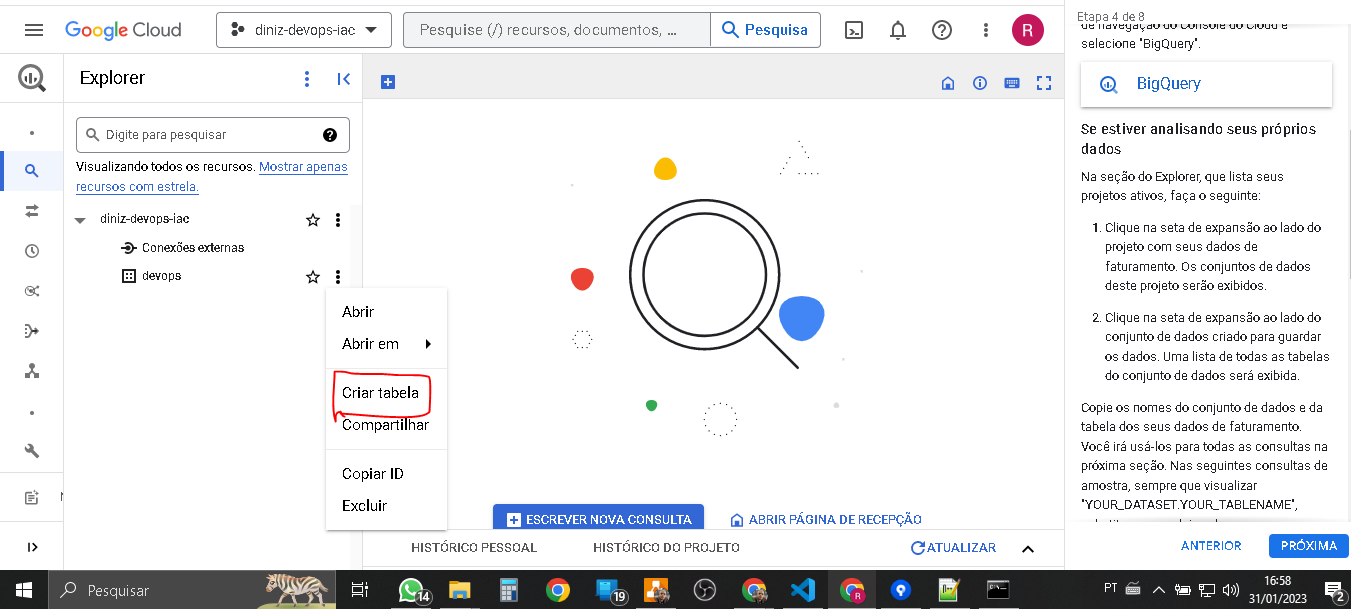 Google Cloud
diniz-devops-iac
Pesquise (/) recursos, documentos, ...
Pesquisa
R
Explorer
Digite para pesquisar
Visualizando todos os recursos. Mostrar apenas
recursos com estrela.
diniz-devops-iac
Conexões externas
devops
Abrir
Abrir em
Criar tabela
Compartilhar
Copiar ID
Excluir
ESCREVER NOVA CONSULTA
ABRIR PÁGINA DE RECEPÇÃO
HISTÓRICO PESSOAL
HISTÓRICO DO PROJETO
ATUALIZAR
Etapa 4 de 8
de navegação do Console do Cloud e
selecione "BigQuery".
BigQuery
Se estiver analisando seus próprios
dados
Na seção do Explorer, que lista seus
projetos ativos, faça o seguinte:
1. Clique na seta de expansão ao lado do
projeto com seus dados de
faturamento. Os conjuntos de dados
deste projeto serão exibidos.
2. Clique na seta de expansão ao lado do
conjunto de dados criado para guardar
os dados. Uma lista de todas as tabelas
do conjunto de dados será exibida.
Copie os nomes do conjunto de dados e da
tabela dos seus dados de faturamento.
Você irá usá-los para todas as consultas na
próxima seção. Nas seguintes consultas de
amostra, sempre que visualizar
"YOUR_DATASET.YOUR_TABLENAME",
ANTERIOR
PRÓXIMA
Pesquisar
14
19
R
PT
16:58
31/01/2023
2